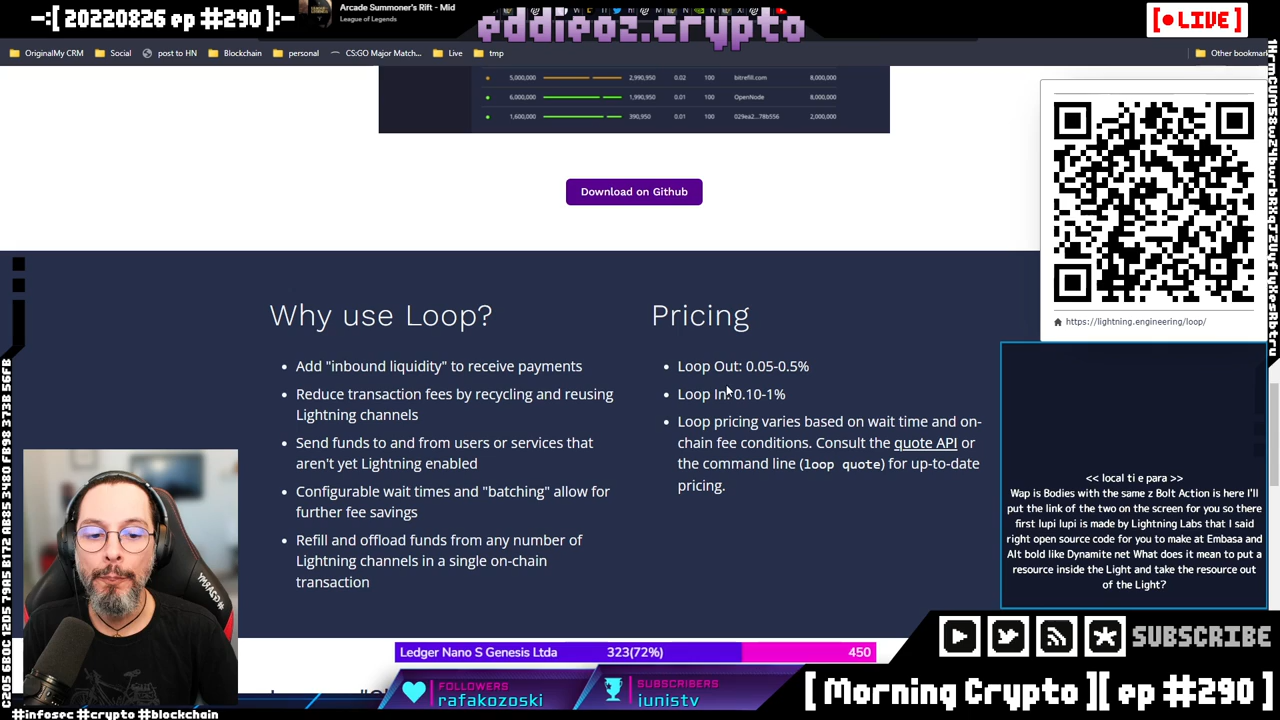 —:[ 20220826 ep #290 ]:—
Arcade Summoner's Rift - Mid
League of Legends
eddieoz.crypto
[ • LIVE ]
OriginalMy CRM
Social
post to HN
Blockchain
personal
CS:GO Major Match...
Live
tmp
Other bookmar
5,000,000 2,990,950 0.02 100 bitrefill.com 8,000,000
6,000,000 1,990,950 0.01 100 OpenNode 8,000,000
1,600,000 390,950 0.01 100 029ea2...78b556 2,000,000
Download on Github
https://lightning.engineering/loop/
Why use Loop?
Add "inbound liquidity" to receive payments
Reduce transaction fees by recycling and reusing
Lightning channels
Send funds to and from users or services that
aren't yet Lightning enabled
Configurable wait times and "batching" allow for
further fee savings
Refill and offload funds from any number of
Lightning channels in a single on-chain
transaction
Pricing
Loop Out: 0.05-0.5%
Loop In: 0.10-1%
Loop pricing varies based on wait time and on-
chain fee conditions. Consult the quote API or
the command line (loop quote) for up-to-date
pricing.
<< local ti e para >>
Wap is Bodies with the same z Bolt Action is here I'll
put the link of the two on the screen for you so there
first lupi lupi is made by Lightning Labs that I said
right open source code for you to make at Embasa and
Alt bold like Dynamite net What does it mean to put a
resource inside the Light and take the resource out
of the Light?
Ledger Nano S Genesis Ltda 323(72%) 450
FOLLOWERS
rafakozoski
SUBSCRIBERS
iunistv
SUBSCRIBE
[ Morning Crypto ][ ep #290 ]
#infosec #crypto #blockchain